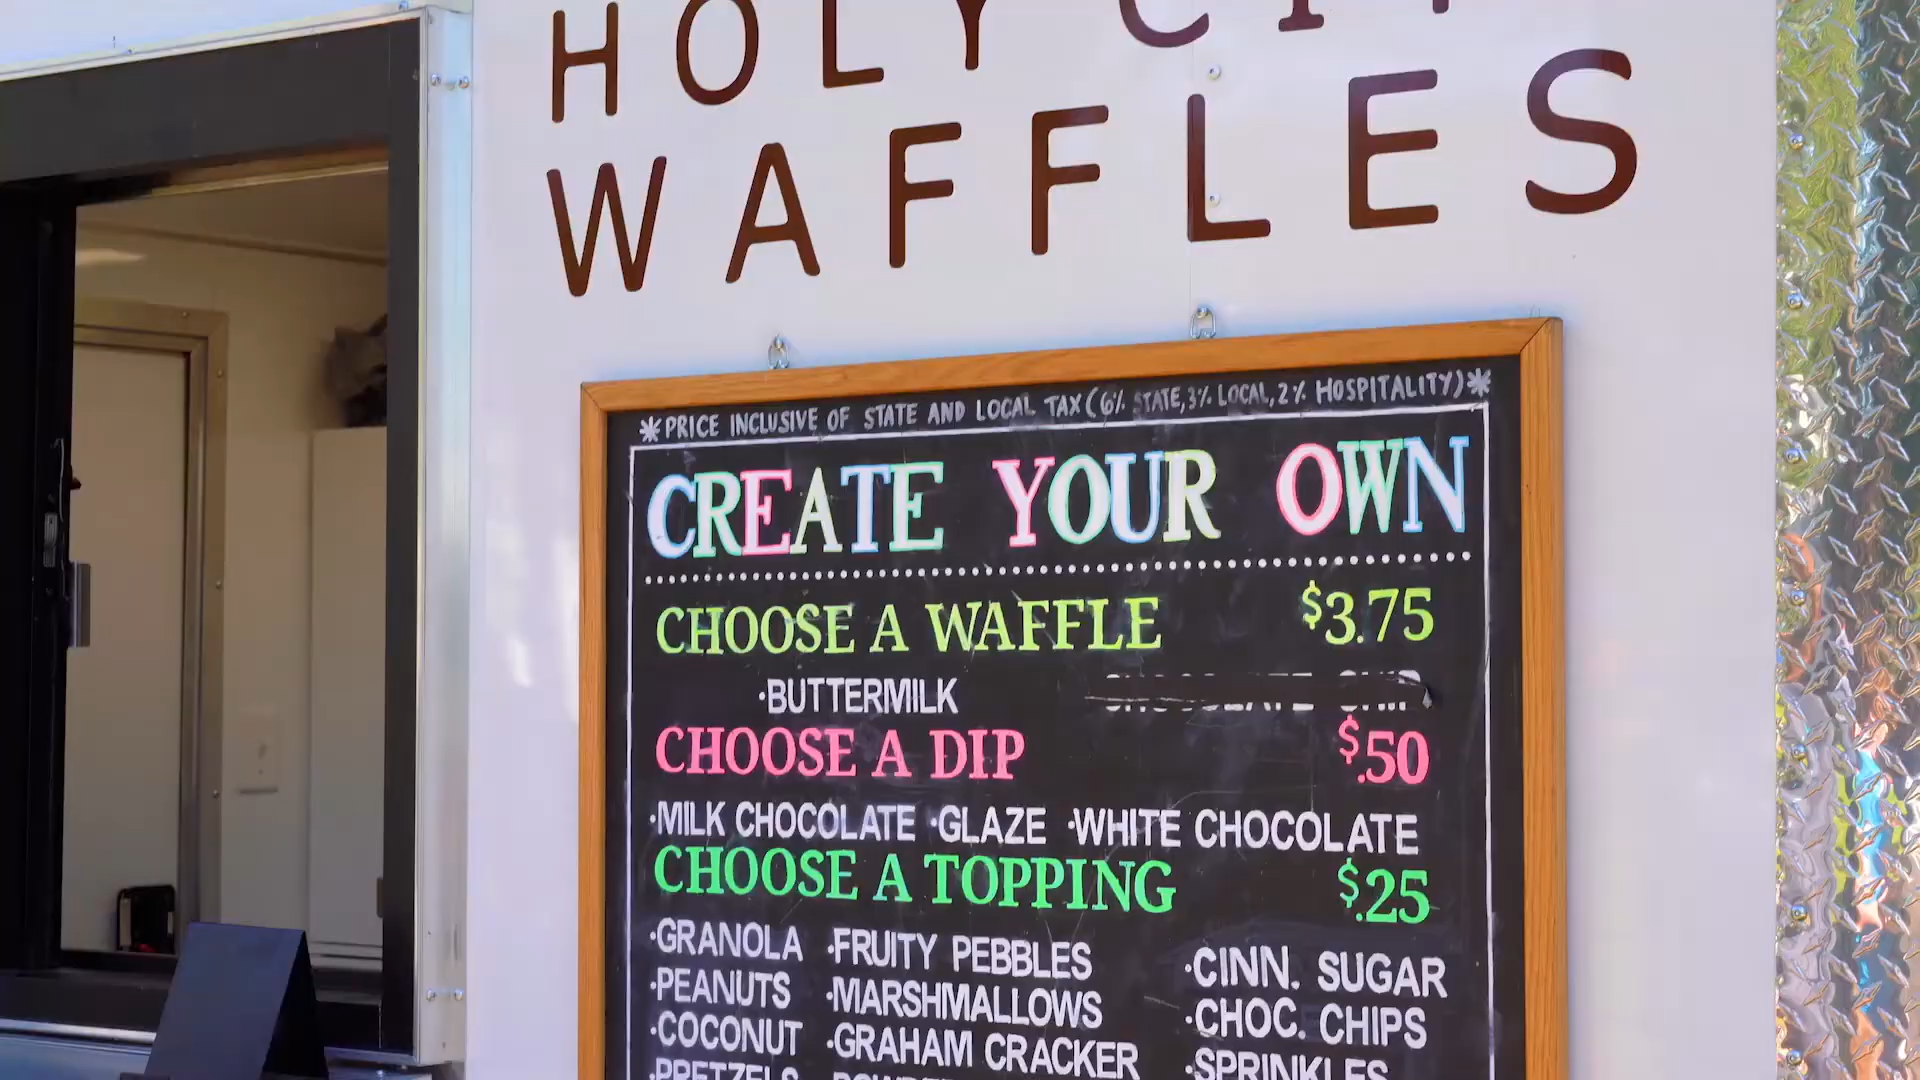 HOLY
WAFFLES
*PRICE INCLUSIVE OF STATE AND LOCAL TAX (6% STATE, 3% LOCAL, 2% HOSPITALITY)*
CREATE YOUR OWN
CHOOSE A WAFFLE $3.75
·BUTTERMILK
CHOOSE A DIP $.50
·MILK CHOCOLATE ·GLAZE ·WHITE CHOCOLATE
CHOOSE A TOPPING $.25
·GRANOLA ·FRUITY PEBBLES ·CINN. SUGAR
·PEANUTS ·MARSHMALLOWS ·CHOC. CHIPS
·COCONUT ·GRAHAM CRACKER ·SPRINKLES
·PRETZELS